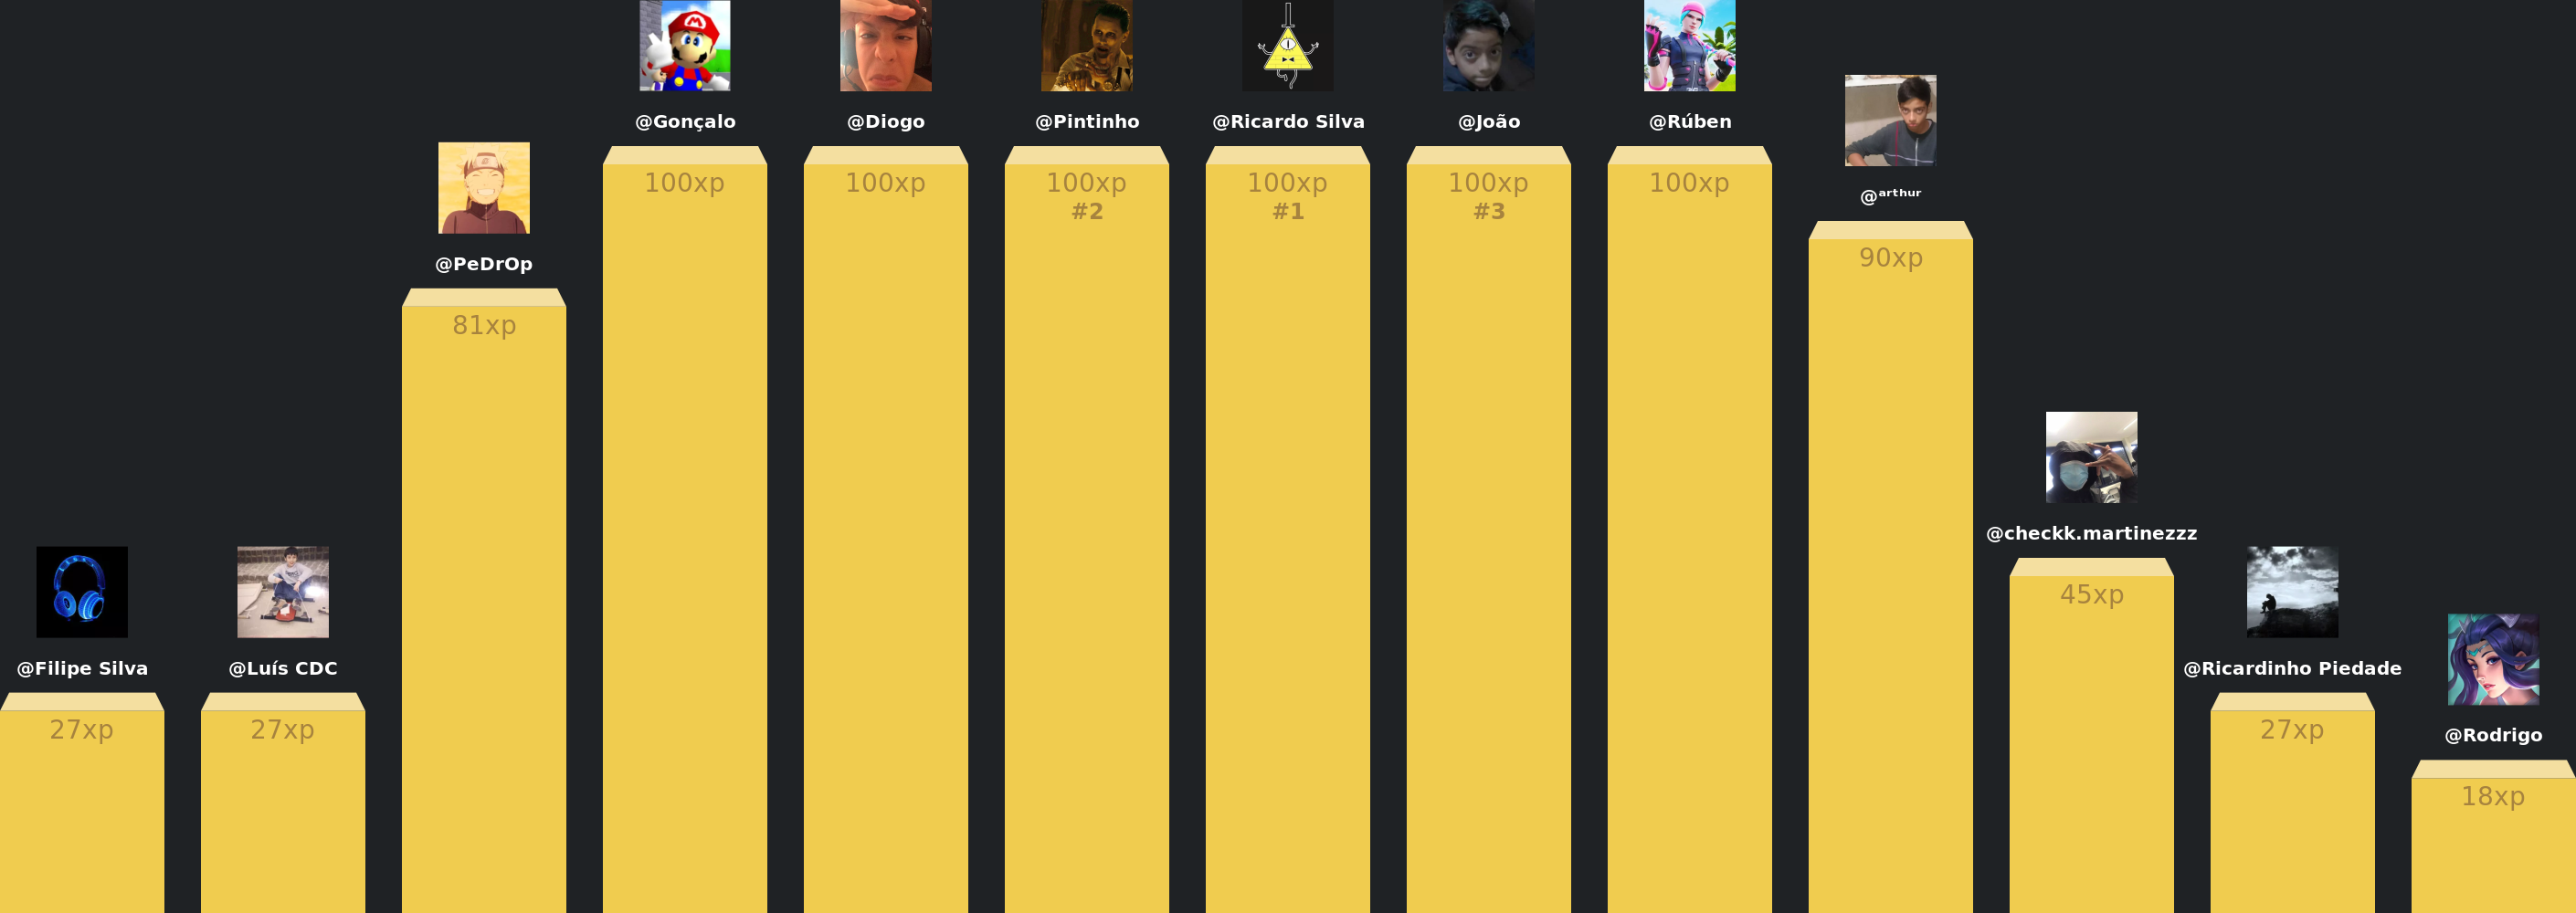 @Filipe Silva
27xp
@Luís CDC
27xp
@PeDrOp
81xp
@Gonçalo
100xp
@Diogo
100xp
@Pintinho
100xp
#2
@Ricardo Silva
100xp
#1
@João
100xp
#3
@Rúben
100xp
@ᵃʳᵗʰᵘʳ
90xp
@checkk.martinezzz
45xp
@Ricardinho Piedade
27xp
@Rodrigo
18xp